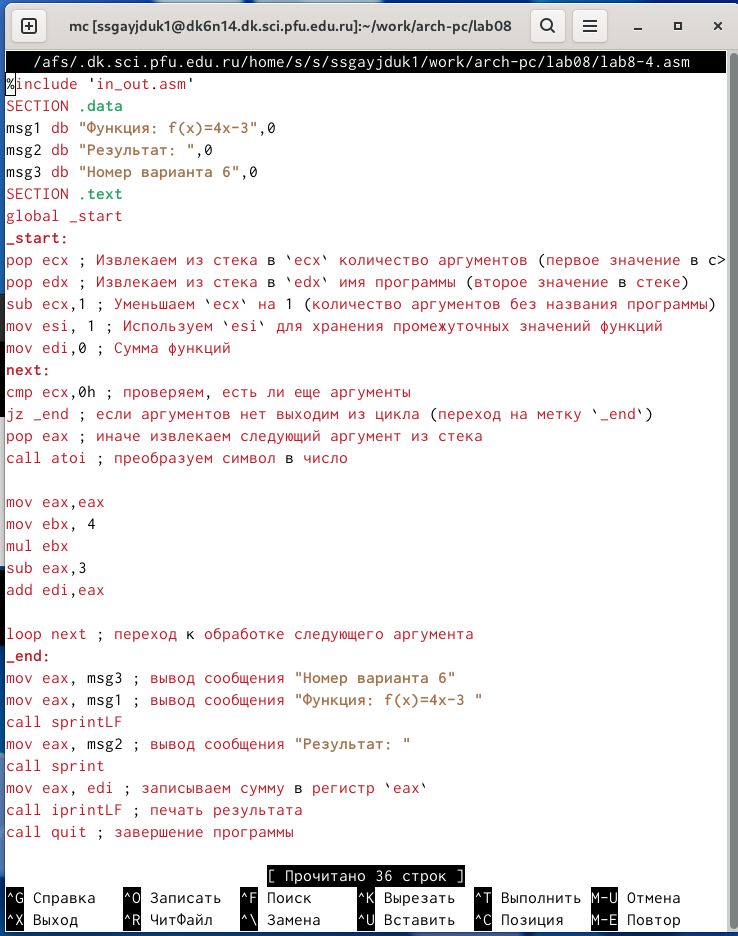 mc [ssgayjduk1@dk6n14.dk.sci.pfu.edu.ru]:~/work/arch-pc/lab08
/afs/.dk.sci.pfu.edu.ru/home/s/s/ssgayjduk1/work/arch-pc/lab08/lab8-4.asm
%include 'in_out.asm'
SECTION .data
msg1 db "Функция: f(x)=4x-3",0
msg2 db "Результат: ",0
msg3 db "Номер варианта 6",0
SECTION .text
global _start
_start:
pop ecx ; Извлекаем из стека в `ecx` количество аргументов (первое значение в с>
pop edx ; Извлекаем из стека в `edx` имя программы (второе значение в стеке)
sub ecx,1 ; Уменьшаем `ecx` на 1 (количество аргументов без названия программы)
mov esi, 1 ; Используем `esi` для хранения промежуточных значений функций
mov edi,0 ; Сумма функций
next:
cmp ecx,0h ; проверяем, есть ли еще аргументы
jz _end ; если аргументов нет выходим из цикла (переход на метку `_end`)
pop eax ; иначе извлекаем следующий аргумент из стека
call atoi ; преобразуем символ в число
mov eax,eax
mov ebx, 4
mul ebx
sub eax,3
add edi,eax
loop next ; переход к обработке следующего аргумента
_end:
mov eax, msg3 ; вывод сообщения "Номер варианта 6"
mov eax, msg1 ; вывод сообщения "Функция: f(x)=4x-3 "
call sprintLF
mov eax, msg2 ; вывод сообщения "Результат: "
call sprint
mov eax, edi ; записываем сумму в регистр `eax`
call iprintLF ; печать результата
call quit ; завершение программы
[ Прочитано 36 строк ]
^G Справка ^O Записать ^F Поиск ^K Вырезать ^T Выполнить M-U Отмена
^X Выход ^R ЧитФайл ^\ Замена ^U Вставить ^C Позиция M-E Повтор